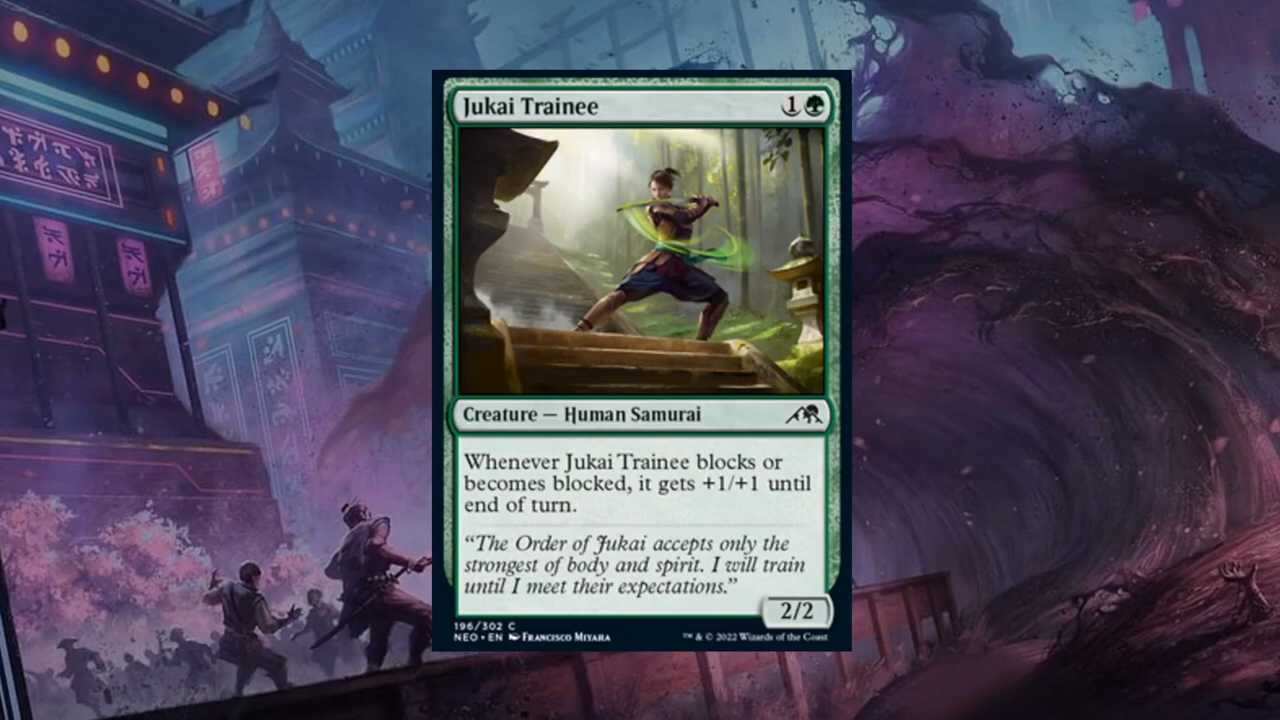 Jukai Trainee 1
Creature — Human Samurai
Whenever Jukai Trainee blocks or
becomes blocked, it gets +1/+1 until
end of turn.
“The Order of Jukai accepts only the
strongest of body and spirit. I will train
until I meet their expectations.”
2/2
196/302 C
NEO • EN Francisco Miyara
™ & © 2022 Wizards of the Coast